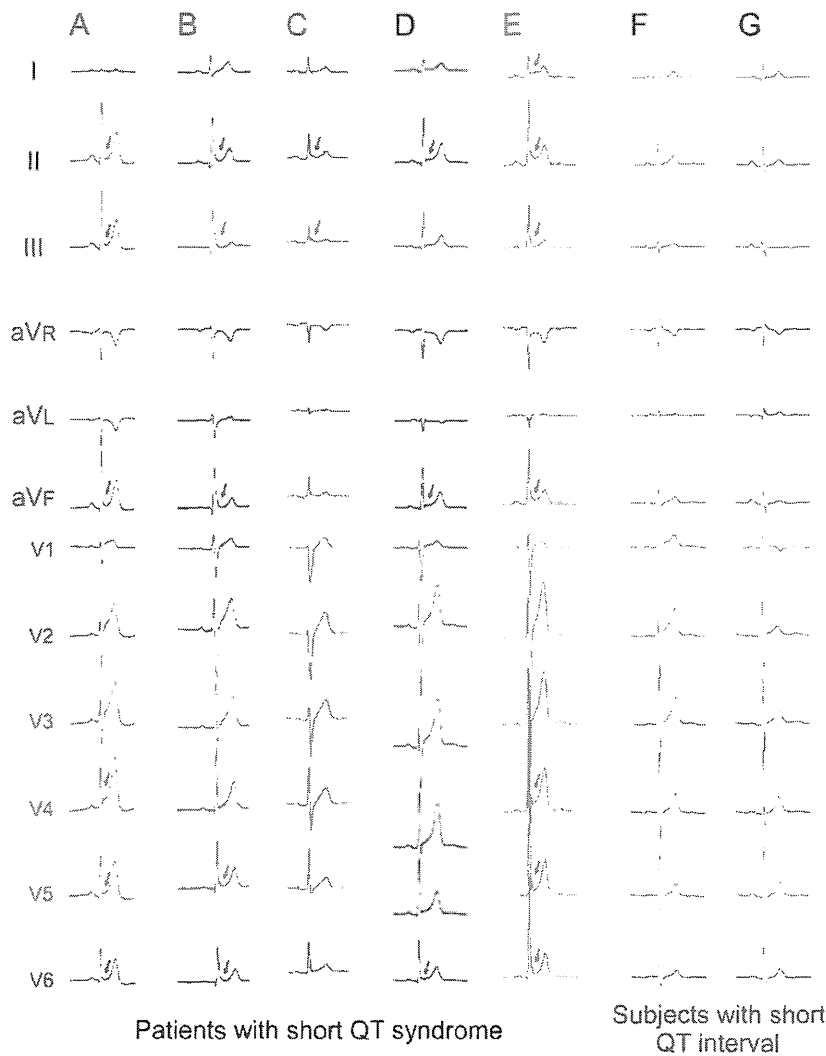 A B C D E F G
I
II
III
aVR
aVL
aVF
V1
V2
V3
V4
V5
V6
Patients with short QT syndrome
Subjects with short
QT interval